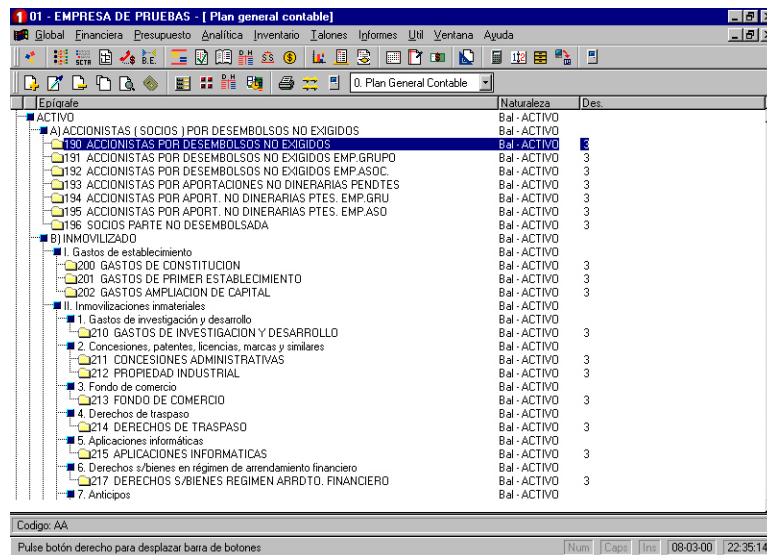 01 - EMPRESA DE PRUEBAS - [ Plan general contable]
Global Financiera Presupuesto Analítica Inventario Talones Informes Util Ventana Ayuda
0. Plan General Contable
Epígrafe Naturaleza Des.
ACTIVO Bal - ACTIVO
A) ACCIONISTAS ( SOCIOS ) POR DESEMBOLSOS NO EXIGIDOS Bal - ACTIVO
190 ACCIONISTAS POR DESEMBOLSOS NO EXIGIDOS Bal - ACTIVO 3
191 ACCIONISTAS POR DESEMBOLSOS NO EXIGIDOS EMP.GRUPO Bal - ACTIVO 3
192 ACCIONISTAS POR DESEMBOLSOS NO EXIGIDOS EMP.ASOC. Bal - ACTIVO 3
193 ACCIONISTAS POR APORTACIONES NO DINERARIAS PENDTES Bal - ACTIVO 3
194 ACCIONISTAS POR APORT. NO DINERARIAS PTES. EMP.GRU Bal - ACTIVO 3
195 ACCIONISTAS POR APORT. NO DINERARIAS PTES. EMP.ASO Bal - ACTIVO 3
196 SOCIOS PARTE NO DESEMBOLSADA Bal - ACTIVO 3
B) INMOVILIZADO Bal - ACTIVO
I. Gastos de establecimiento Bal - ACTIVO
200 GASTOS DE CONSTITUCION Bal - ACTIVO 3
201 GASTOS DE PRIMER ESTABLECIMIENTO Bal - ACTIVO 3
202 GASTOS AMPLIACION DE CAPITAL Bal - ACTIVO 3
II. Inmovilizaciones inmateriales Bal - ACTIVO
1. Gastos de investigación y desarrollo Bal - ACTIVO
210 GASTOS DE INVESTIGACION Y DESARROLLO Bal - ACTIVO 3
2. Concesiones, patentes, licencias, marcas y similares Bal - ACTIVO
211 CONCESIONES ADMINISTRATIVAS Bal - ACTIVO 3
212 PROPIEDAD INDUSTRIAL Bal - ACTIVO 3
3. Fondo de comercio Bal - ACTIVO
213 FONDO DE COMERCIO Bal - ACTIVO 3
4. Derechos de traspaso Bal - ACTIVO
214 DERECHOS DE TRASPASO Bal - ACTIVO 3
5. Aplicaciones informáticas Bal - ACTIVO
215 APLICACIONES INFORMATICAS Bal - ACTIVO 3
6. Derechos s/bienes en régimen de arrendamiento financiero Bal - ACTIVO
217 DERECHOS S/BIENES REGIMEN ARRDTO. FINANCIERO Bal - ACTIVO 3
7. Anticipos Bal - ACTIVO
Codigo: AA
Pulse botón derecho para desplazar barra de botones Num Caps Ins 08-03-00 22:35:14